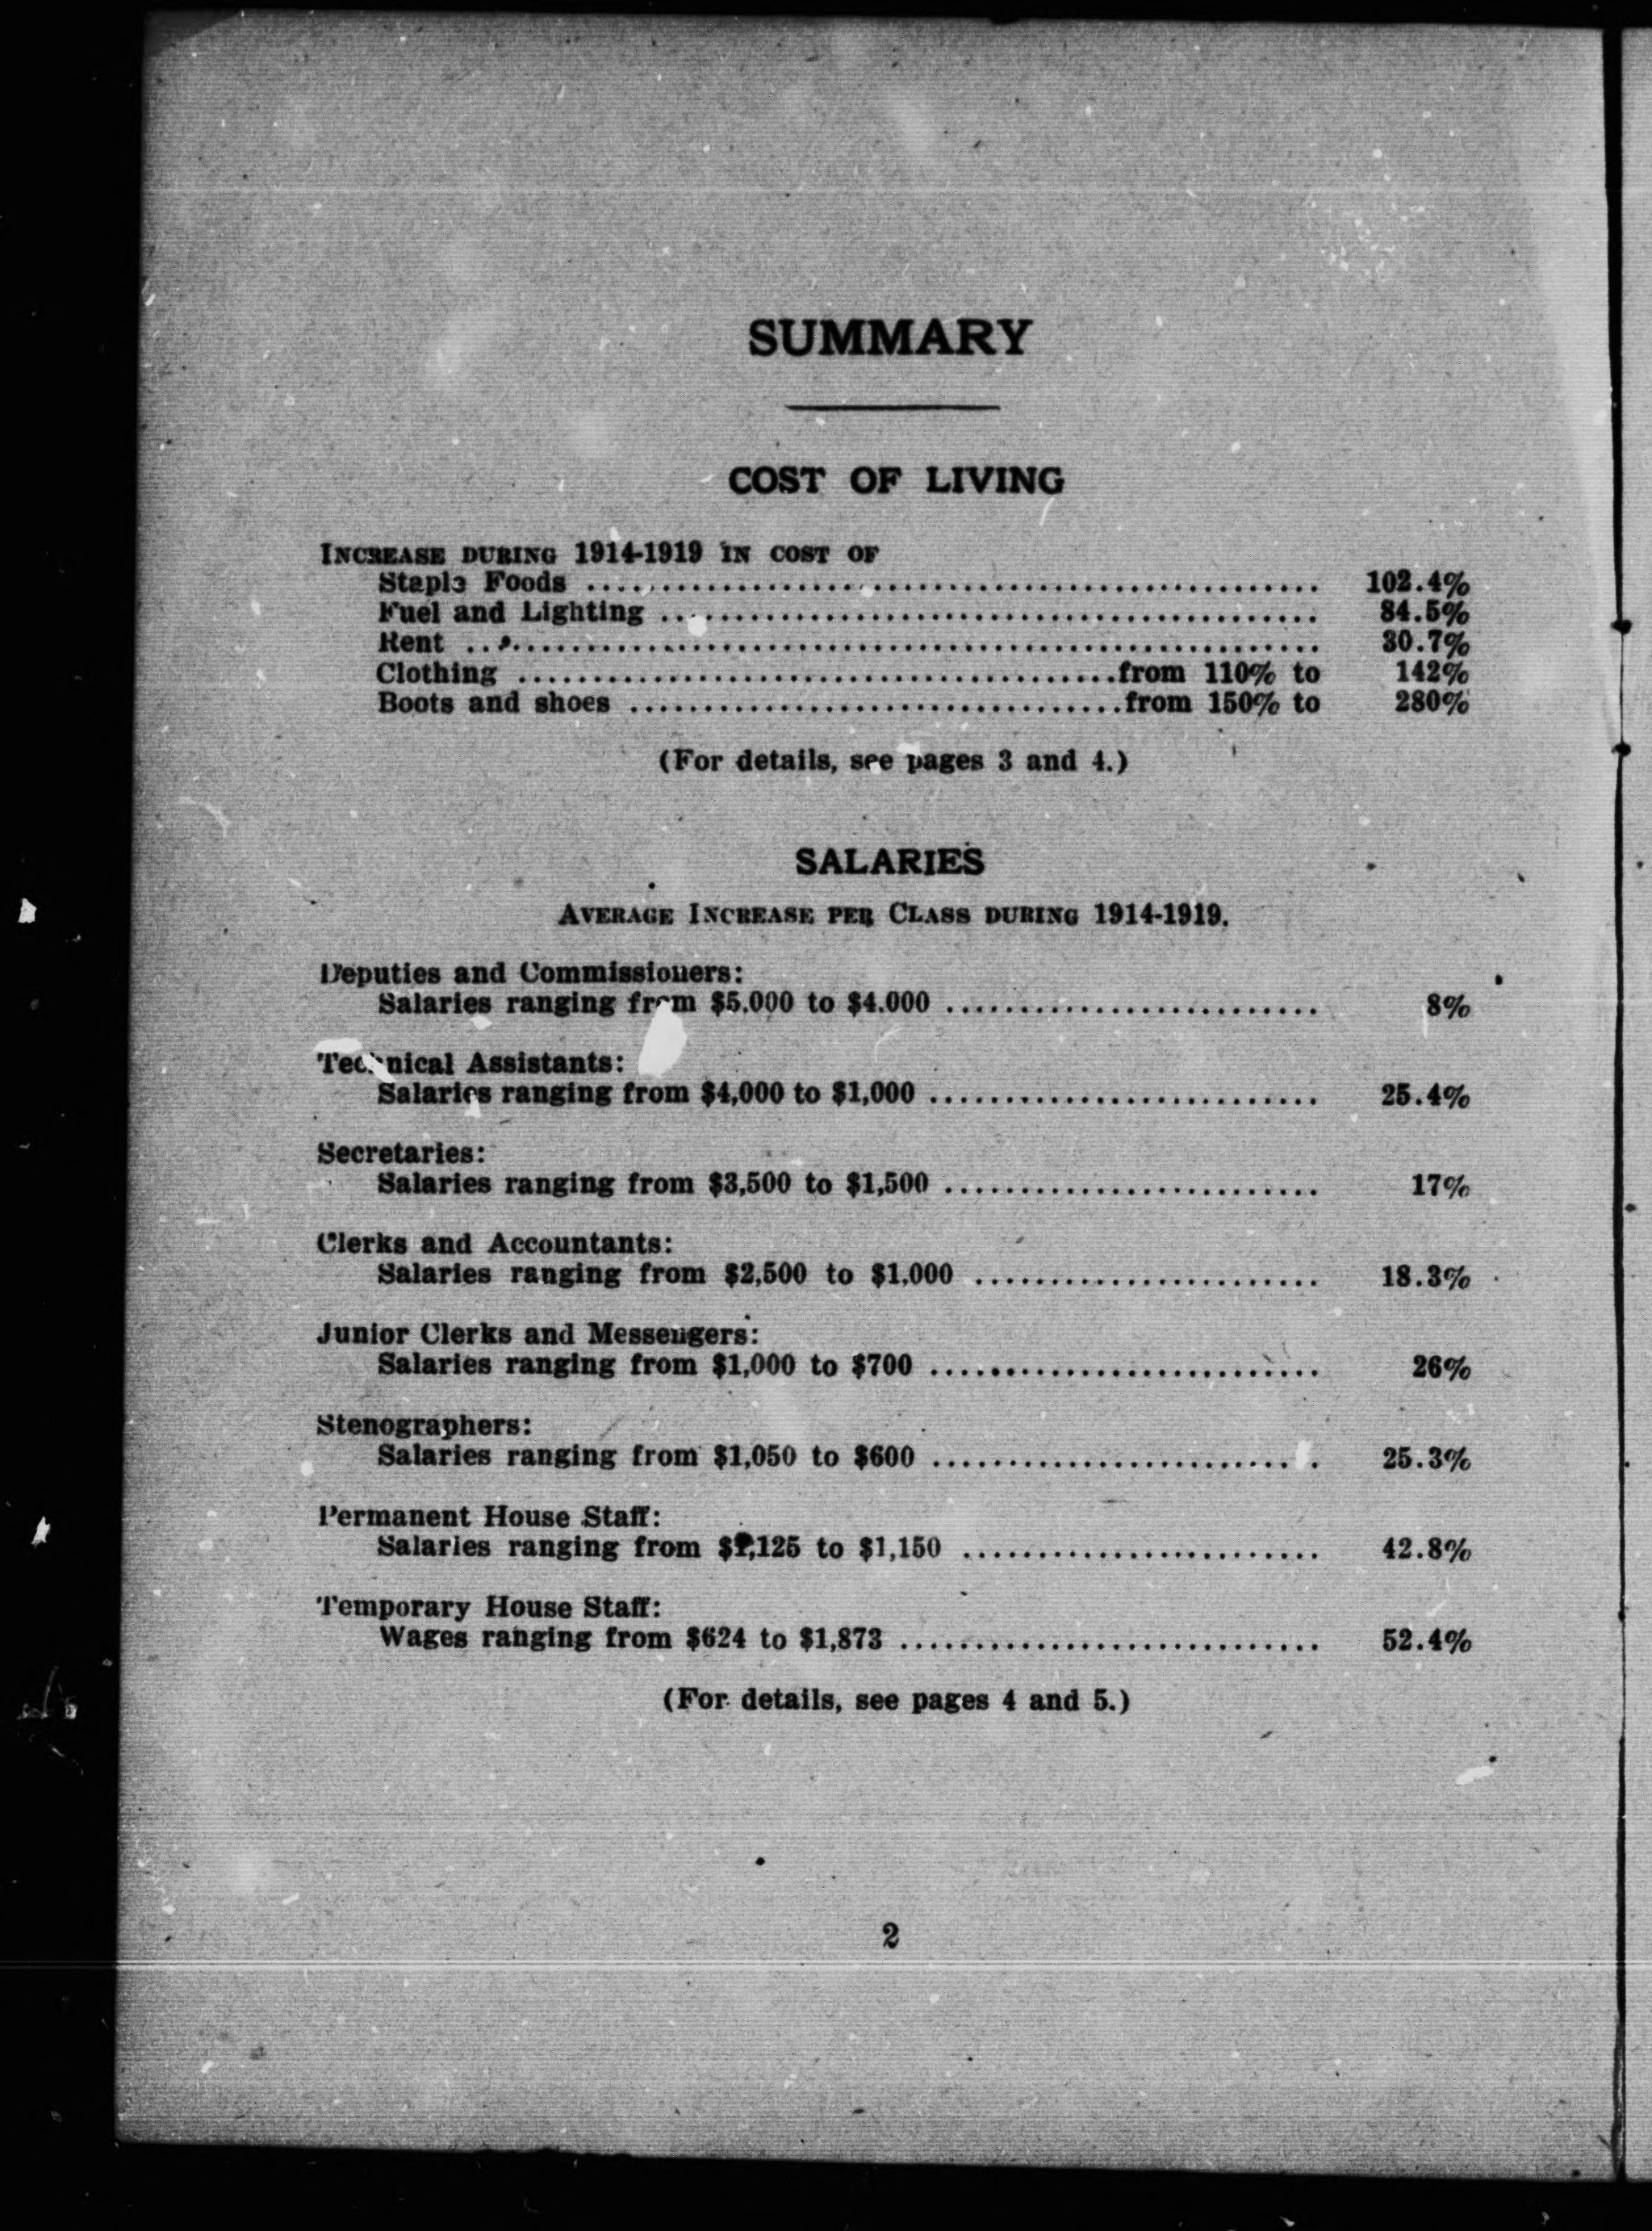 SUMMARY
COST OF LIVING
INCREASE DURING 1914-1919 IN COST OF
Staple Foods .................................................. 102.4%
Fuel and Lighting ............................................. 84.5%
Rent .......................................................... 30.7%
Clothing ........................................from 110% to 142%
Boots and shoes .................................from 150% to 280%
(For details, see pages 3 and 4.)
SALARIES
AVERAGE INCREASE PER CLASS DURING 1914-1919.
Deputies and Commissioners:
Salaries ranging from $5,000 to $4,000 ......................... 8%
Technical Assistants:
Salaries ranging from $4,000 to $1,000 .......................... 25.4%
Secretaries:
Salaries ranging from $3,500 to $1,500 ......................... 17%
Clerks and Accountants:
Salaries ranging from $2,500 to $1,000 ....................... 18.3%
Junior Clerks and Messengers:
Salaries ranging from $1,000 to $700 .......................... 26%
Stenographers:
Salaries ranging from $1,050 to $600 .......................... 25.3%
Permanent House Staff:
Salaries ranging from to $1,150 ........................ 42.8%
Temporary House Staff:
Wages ranging from $624 to $1,873 ............................ 52.4%
(For details, see pages 4 and 5.)
2